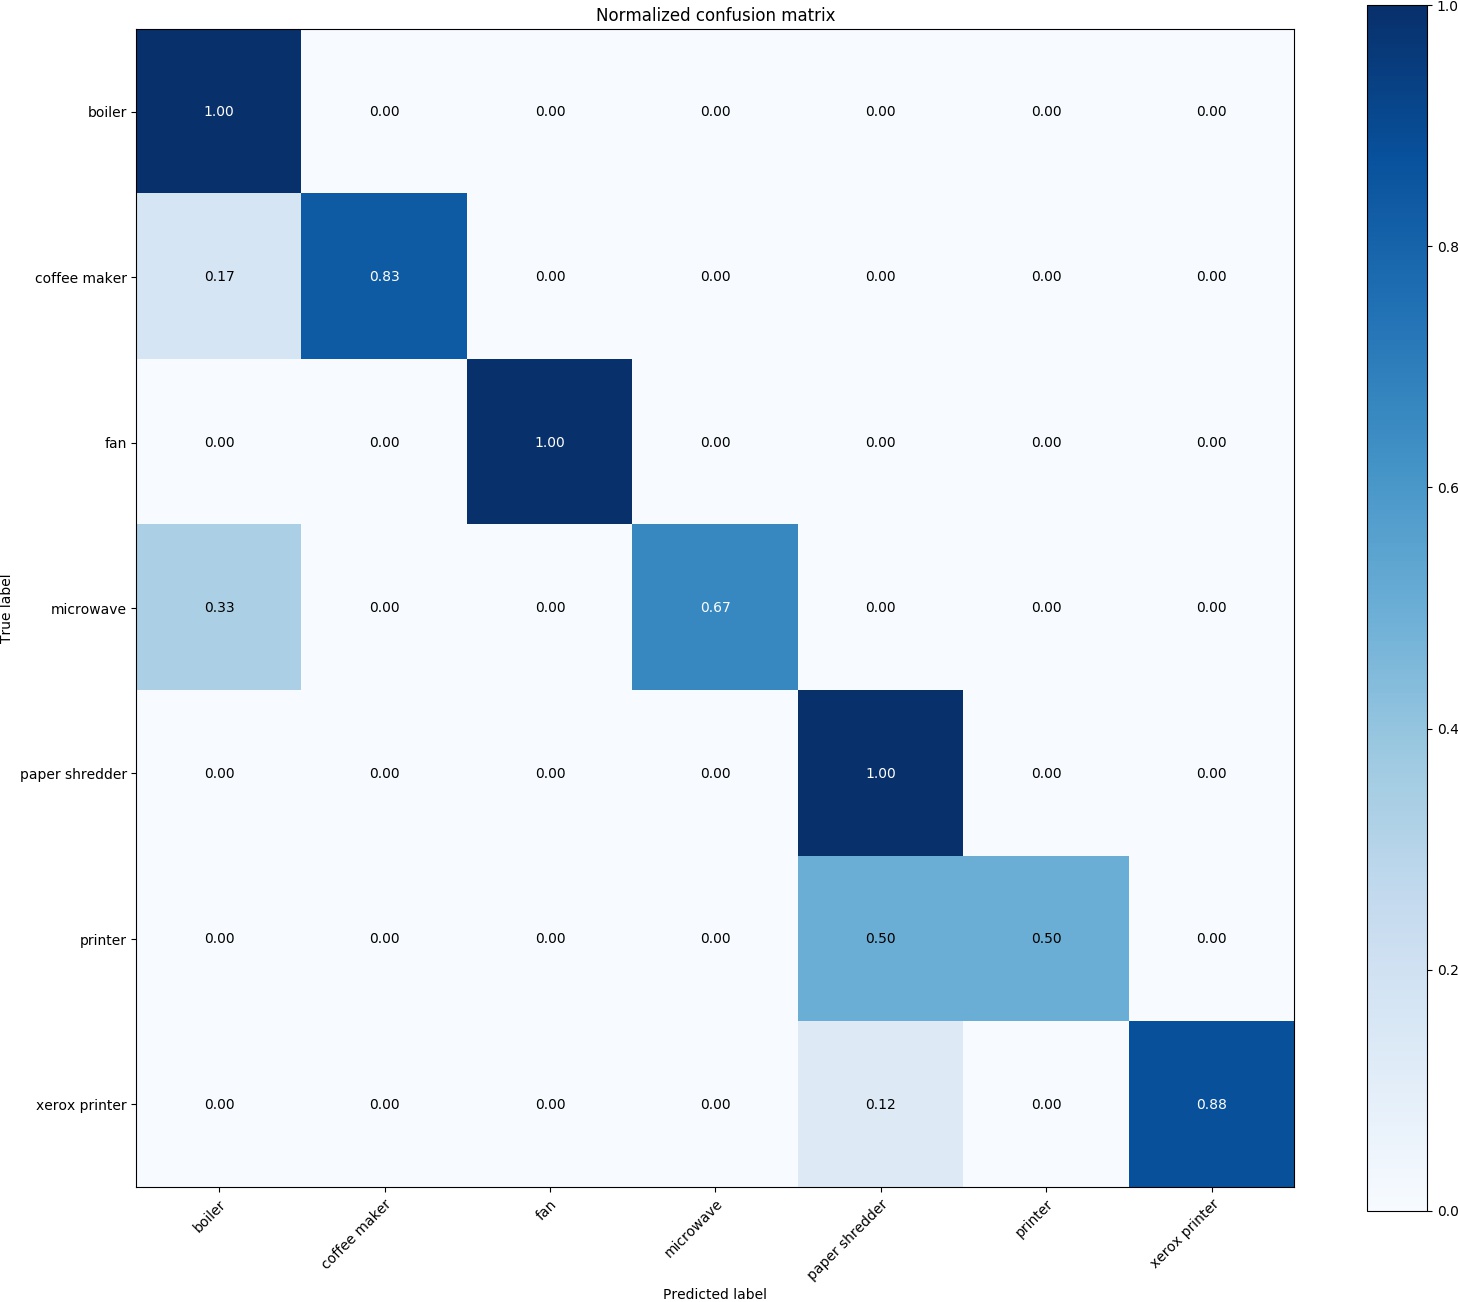 Normalized confusion matrix
1.0
boiler 1.00 0.00 0.00 0.00 0.00 0.00 0.00
0.8
coffee maker 0.17 0.83 0.00 0.00 0.00 0.00 0.00
fan 0.00 0.00 1.00 0.00 0.00 0.00 0.00
0.6
True label
microwave 0.33 0.00 0.00 0.67 0.00 0.00 0.00
0.4
paper shredder 0.00 0.00 0.00 0.00 1.00 0.00 0.00
printer 0.00 0.00 0.00 0.00 0.50 0.50 0.00
0.2
xerox printer 0.00 0.00 0.00 0.00 0.12 0.00 0.88
0.0
boiler coffee maker fan microwave paper shredder printer xerox printer
Predicted label